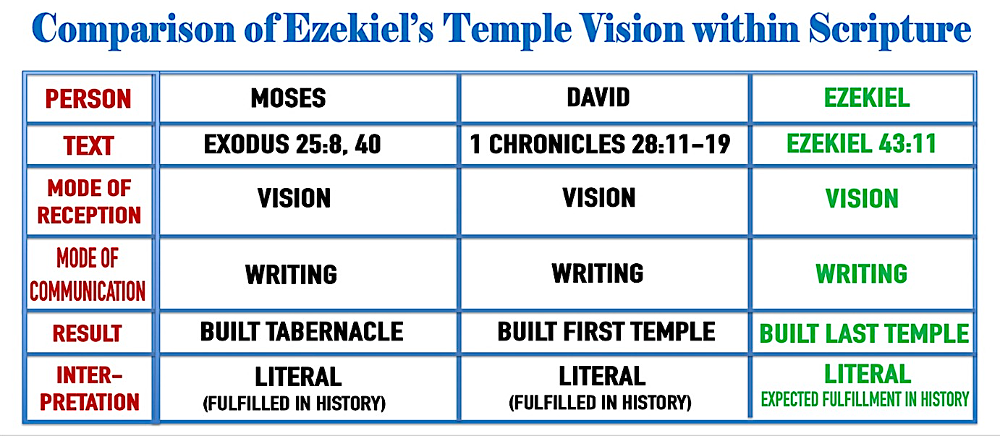 Comparison of Ezekiel's Temple Vision within Scripture
PERSON MOSES DAVID EZEKIEL
TEXT EXODUS 25:8, 40 1 CHRONICLES 28:11–19 EZEKIEL 43:11
MODE OF
RECEPTION VISION VISION VISION
MODE OF
COMMUNICATION WRITING WRITING WRITING
RESULT BUILT TABERNACLE BUILT FIRST TEMPLE BUILT LAST TEMPLE
INTER– LITERAL LITERAL LITERAL
PRETATION (FULFILLED IN HISTORY) (FULFILLED IN HISTORY) EXPECTED FULFILLMENT IN HISTORY